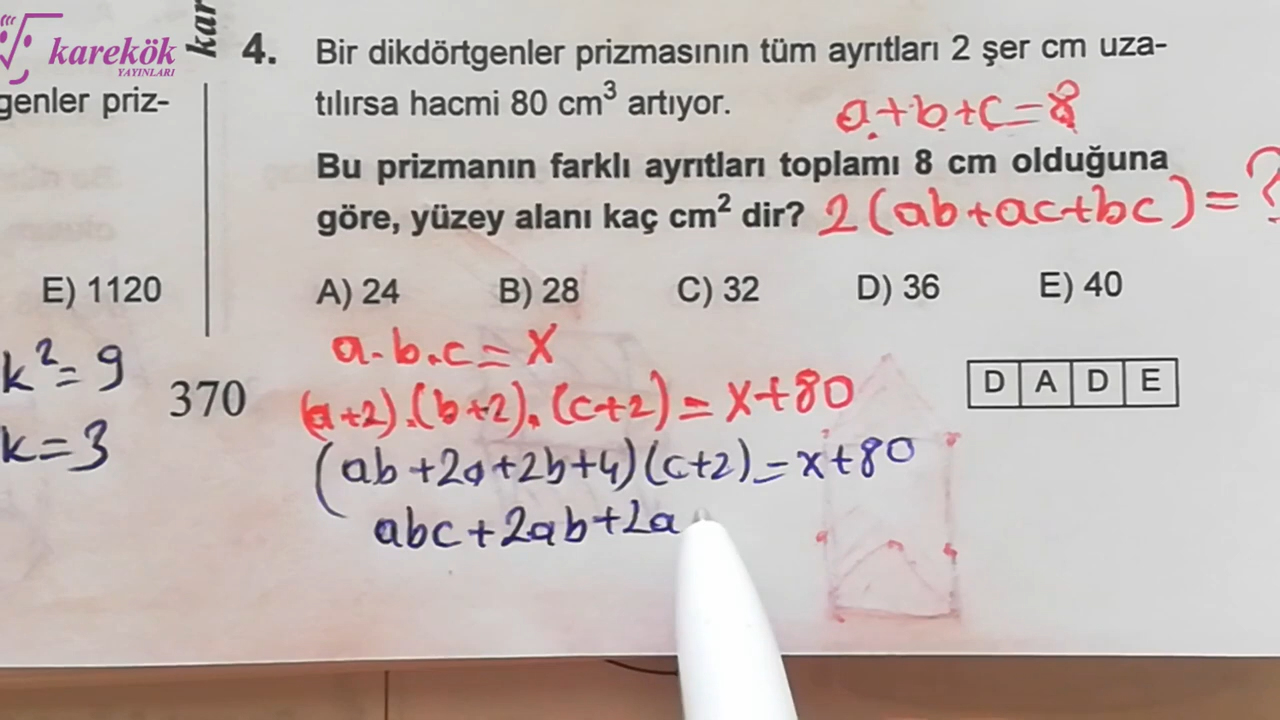 karekök
YAYINLARI
kar
genler priz-
E) 1120
k² = 9
k = 3
370
4. Bir dikdörtgenler prizmasının tüm ayrıtları 2 şer cm uza-
tılırsa hacmi 80 cm³ artıyor.
a+b+c=8
Bu prizmanın farklı ayrıtları toplamı 8 cm olduğuna
göre, yüzey alanı kaç cm² dir? 2(ab+ac+bc)=?
A) 24 B) 28 C) 32 D) 36 E) 40
a.b.c=x
(a+2).(b+2).(c+2)=x+80
(ab+2a+2b+4)(c+2)=x+80
abc+2ab+2a
D A D E